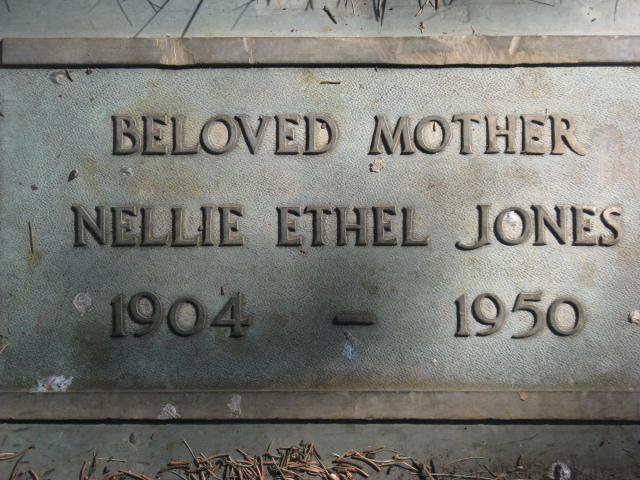 BELOVED MOTHER
NELLIE ETHEL JONES
1904 – 1950